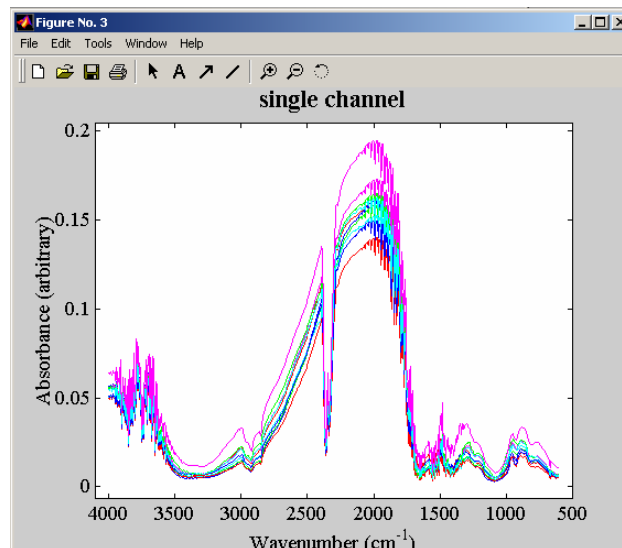 Figure No. 3
File Edit Tools Window Help
A
single channel
0.2
0.15
0.1
0.05
0
Absorbance (arbitrary)
4000 3500 3000 2500 2000 1500 1000 500
Wavenumber (cm⁻¹)